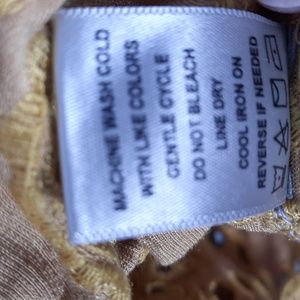 MACHINE WASH COLD
WITH LIKE COLORS
GENTLE CYCLE
DO NOT BLEACH
LINE DRY
COOL IRON ON
REVERSE IF NEEDED